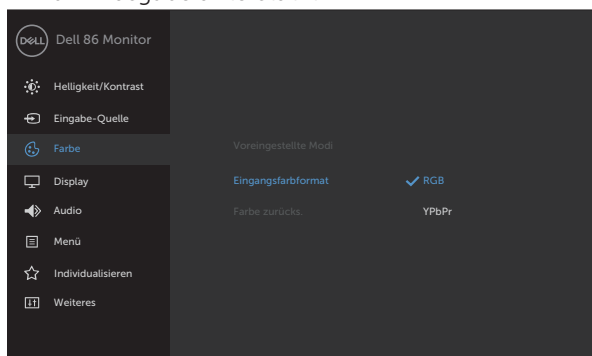 DELL
Dell 86 Monitor
Helligkeit/Kontrast
Eingabe-Quelle
Farbe
Voreingestellte Modi
Display
Eingangsfarbformat
RGB
Audio
Farbe zurücks.
YPbPr
Menü
Individualisieren
Weiteres